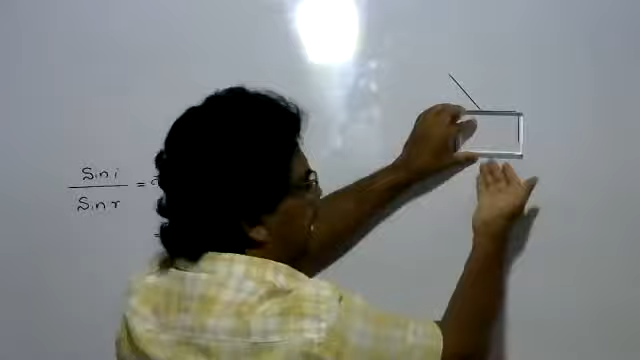 Sin i
Sin r
=
=